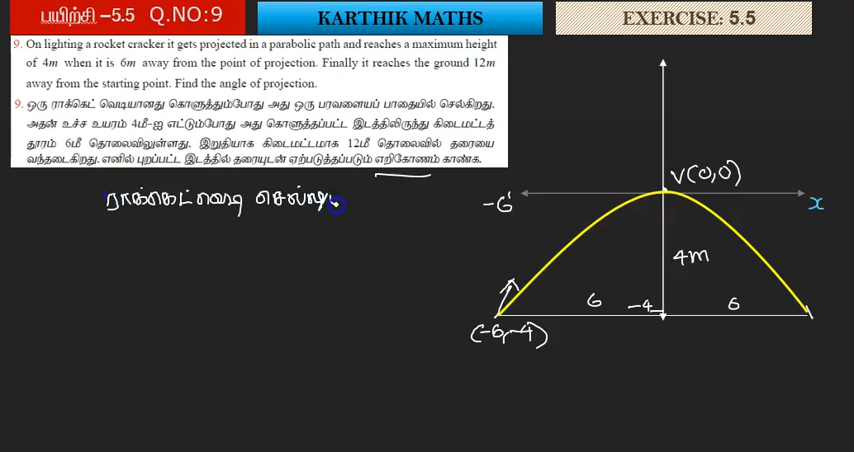 பயிற்சி –5.5 Q.NO:9
KARTHIK MATHS
EXERCISE: 5.5
9. On lighting a rocket cracker it gets projected in a parabolic path and reaches a maximum height
of 4m when it is 6m away from the point of projection. Finally it reaches the ground 12m
away from the starting point. Find the angle of projection.
9. ஒரு ராக்கெட் வெடியானது கொளுத்தும்போது அது ஒரு பரவளையப் பாதையில் செல்கிறது.
அதன் உச்ச உயரம் 4மீ-ஐ எட்டும்போது அது கொளுத்தப்பட்ட இடத்திலிருந்து கிடைமட்டத்
தூரம் 6மீ தொலைவிலுள்ளது. இறுதியாக கிடைமட்டமாக 12மீ தொலைவில் தரையை
வந்தடைகிறது. எனில் புறப்பட்ட இடத்தில் தரையுடன் ஏற்படுத்தப்படும் எறிகோணம் காண்க.
ராக்கெட் வெடி
V(0,0)
-6
x
4m
6
-4
6
(-6,-4)